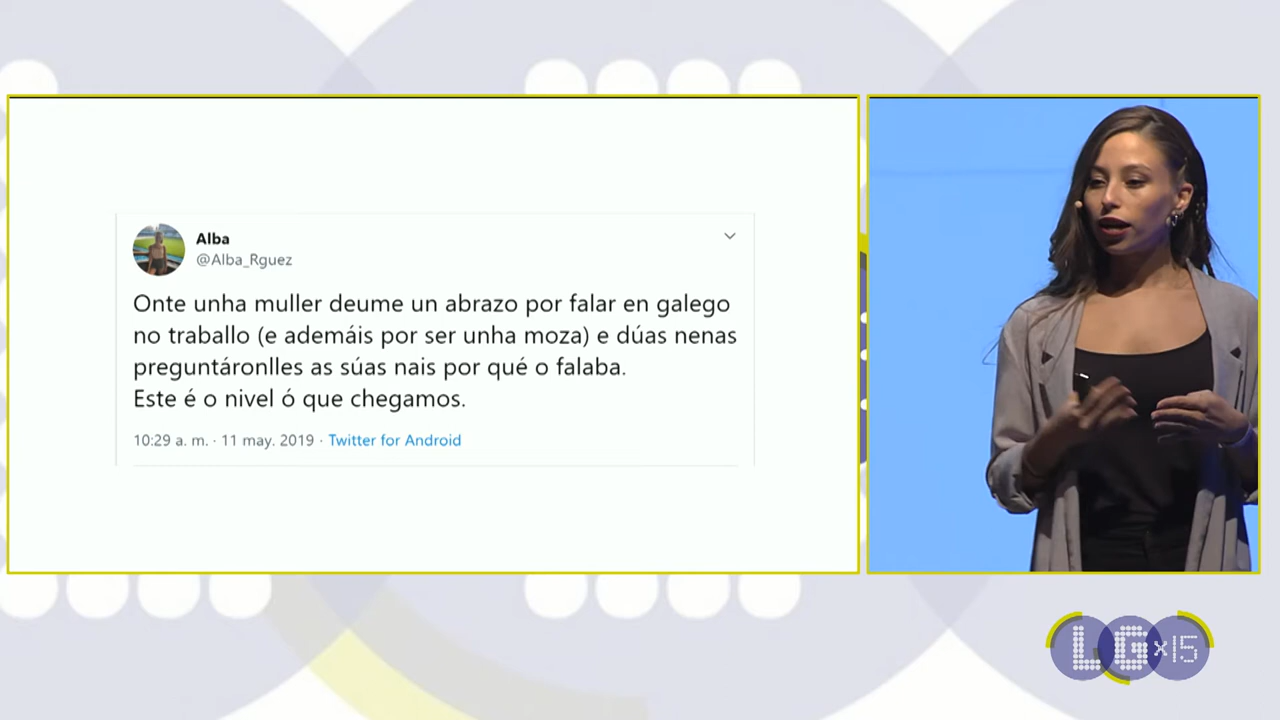 Alba
@Alba_Rguez
Onte unha muller deume un abrazo por falar en galego
no traballo (e ademáis por ser unha moza) e dúas nenas
preguntáronlles as súas nais por qué o falaba.
Este é o nivel ó que chegamos.
10:29 a. m. · 11 may. 2019 · Twitter for Android
LGx15